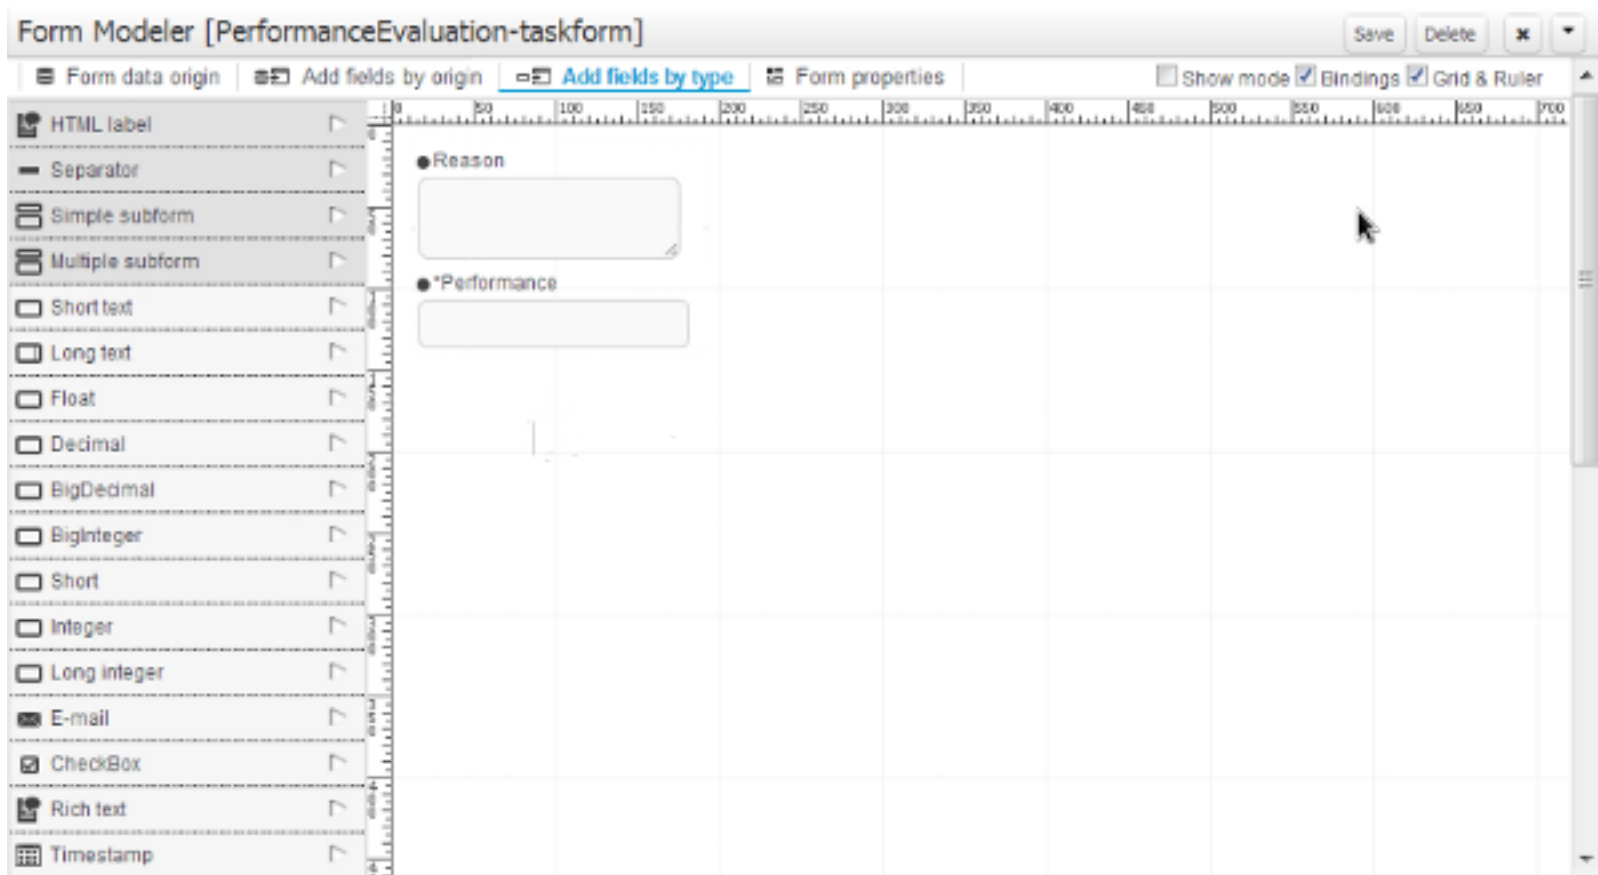 Form Modeler [PerformanceEvaluation-taskform]
Save Delete
Form data origin Add fields by origin Add fields by type Form properties Show mode Bindings Grid & Ruler
0 50 100 150 200 250 300 350 400 450 500 550 600 650 700
HTML label
Separator
Simple subform
Multiple subform
Short text
Long text
Float
Decimal
BigDecimal
BigInteger
Short
Integer
Long integer
E-mail
CheckBox
Rich text
Timestamp
Reason
*Performance